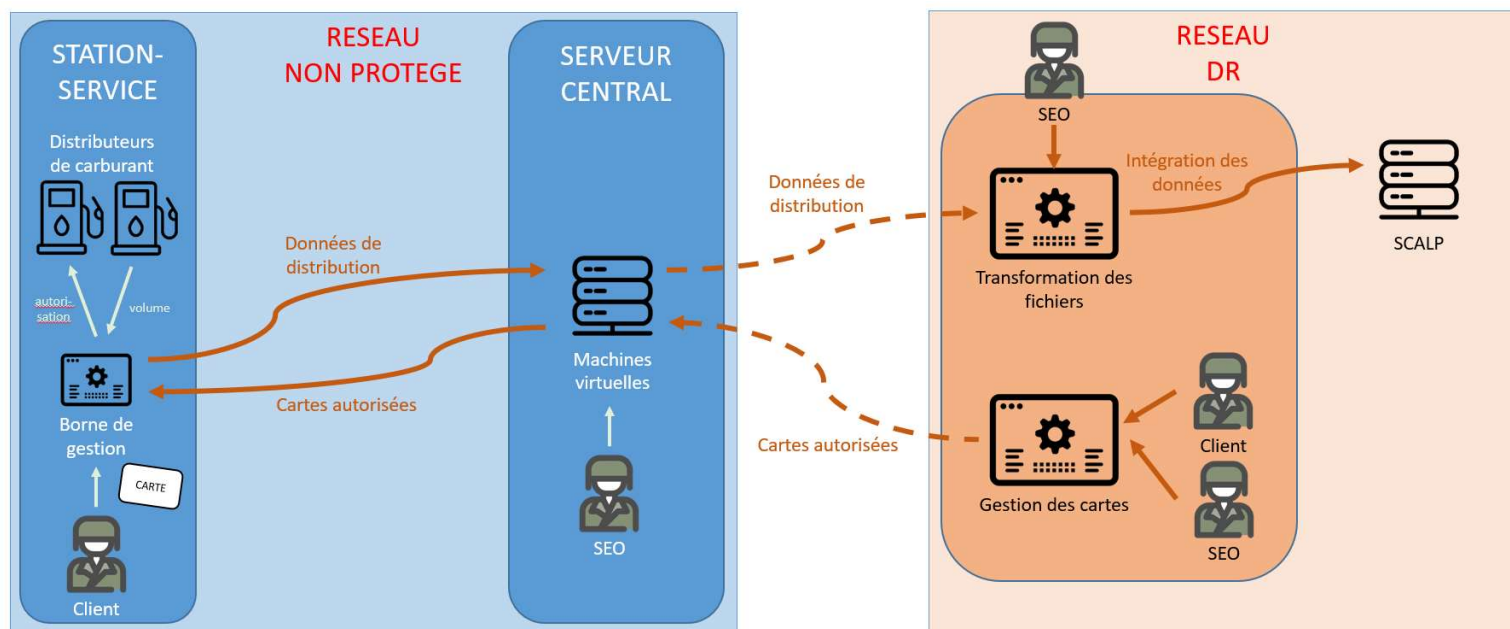 STATION-
SERVICE
Distributeurs
de carburant
autori-
sation
volume
Borne de
gestion
CARTE
Client
RESEAU
NON PROTEGE
Données de
distribution
Cartes autorisées
SERVEUR
CENTRAL
Machines
virtuelles
SEO
Données de
distribution
Cartes autorisées
RESEAU
DR
SEO
Transformation des
fichiers
Intégration des
données
SCALP
Gestion des cartes
Client
SEO